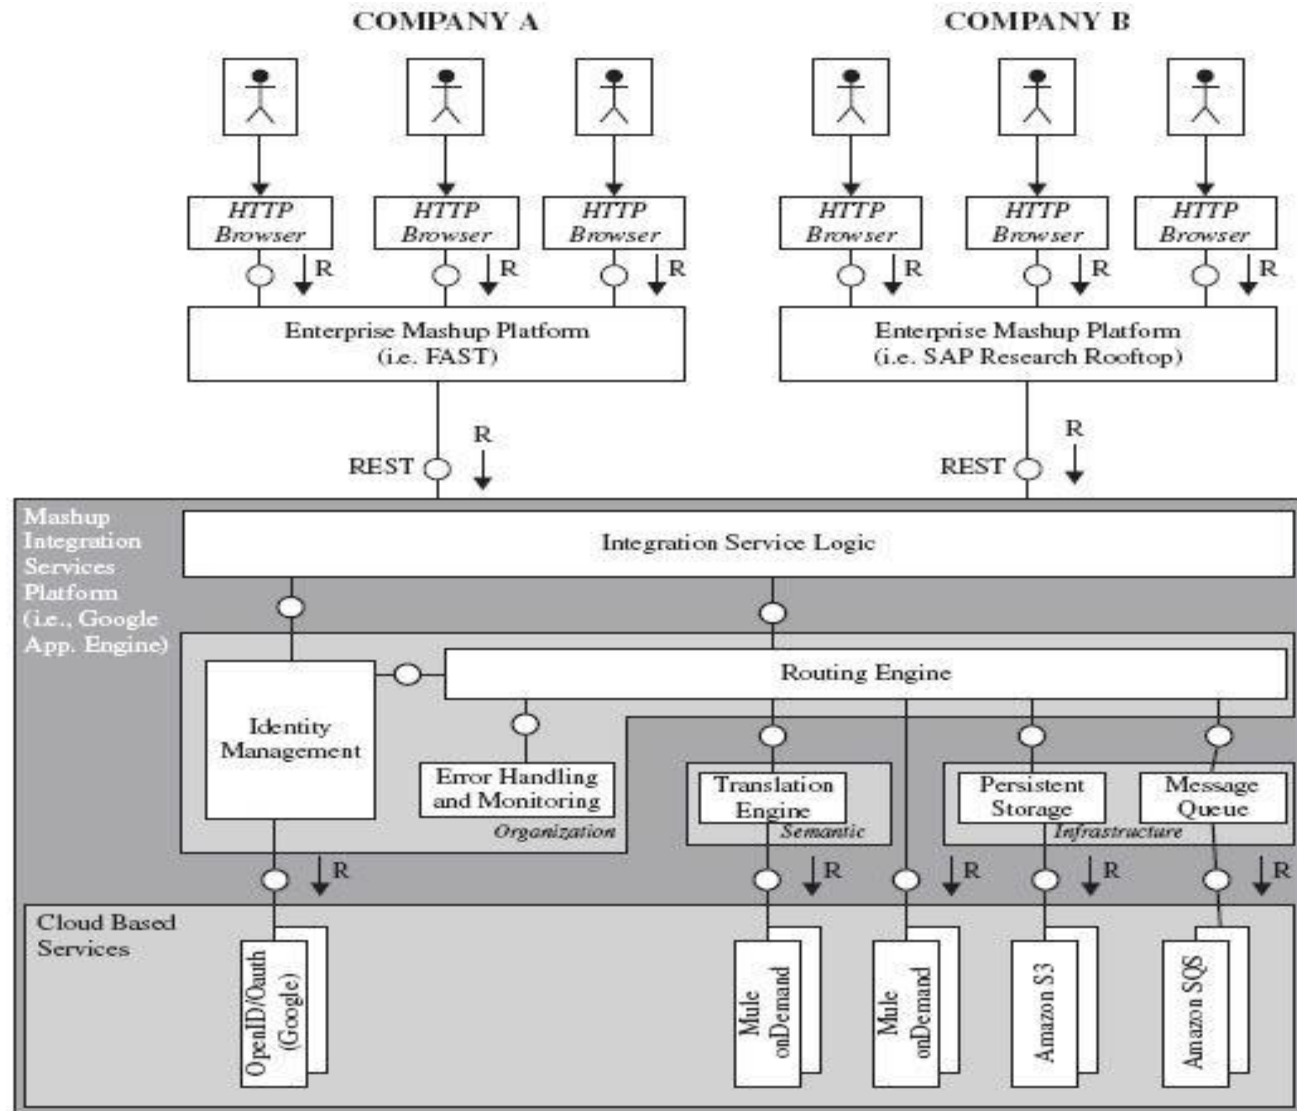 COMPANY A
COMPANY B
HTTP
Browser
HTTP
Browser
HTTP
Browser
HTTP
Browser
HTTP
Browser
HTTP
Browser
R
R
R
R
R
R
Enterprise Mashup Platform
(i.e. FAST)
Enterprise Mashup Platform
(i.e. SAP Research Rooftop)
R
REST
R
REST
Mashup
Integration
Services
Platform
(i.e., Google
App. Engine)
Integration Service Logic
Routing Engine
Identity
Management
Error Handling
and Monitoring
Organization
Translation
Engine
Semantic
Persistent
Storage
Message
Queue
Infrastructure
R
R
R
R
R
Cloud Based
Services
OpenID/Oauth
(Google)
Mule
onDemand
Mule
onDemand
Amazon S3
Amazon SQS